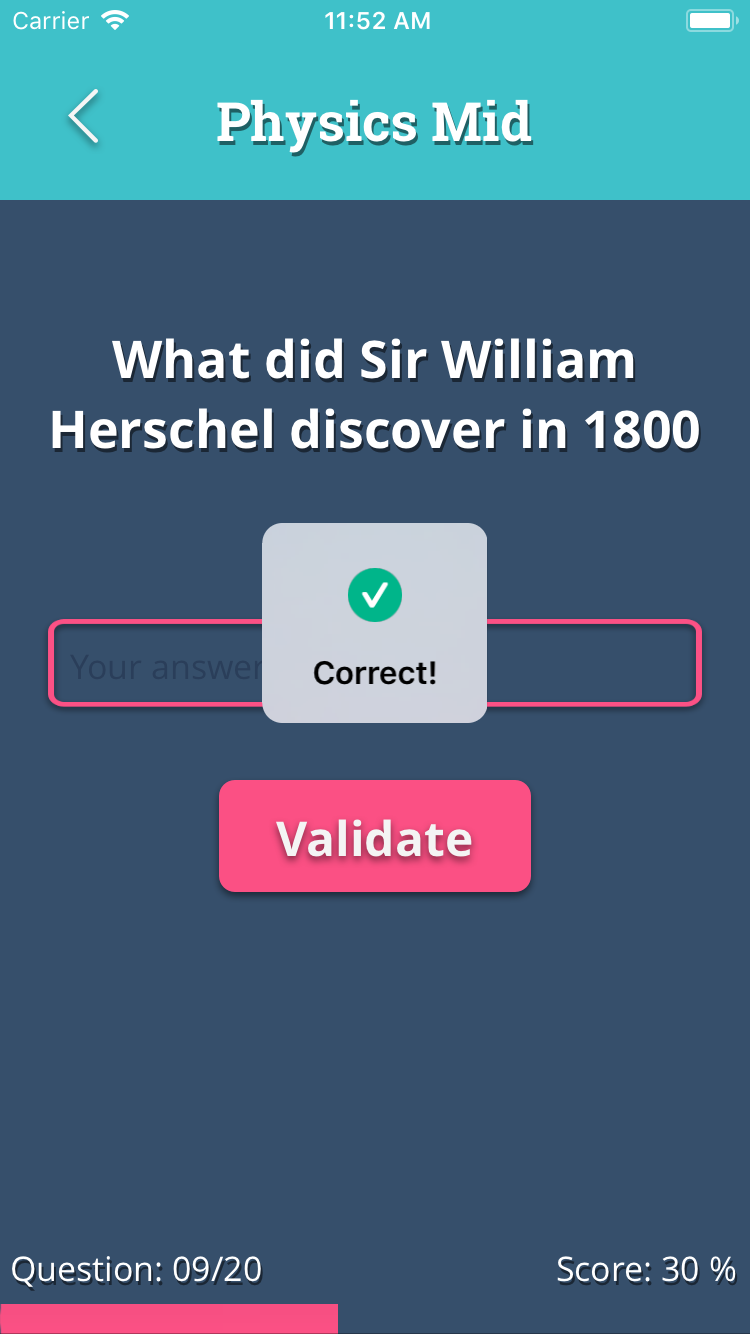 Carrier
11:52 AM
Physics Mid
What did Sir William
Herschel discover in 1800
Correct!
Your answer
Validate
Question: 09/20
Score: 30 %